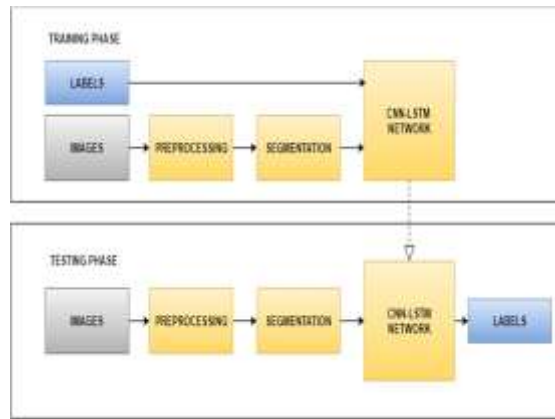 TRAINING PHASE
LABELS
IMAGES
PREPROCESSING
SEGMENTATION
CNN-LSTM
NETWORK
TESTING PHASE
IMAGES
PREPROCESSING
SEGMENTATION
CNN-LSTM
NETWORK
LABELS